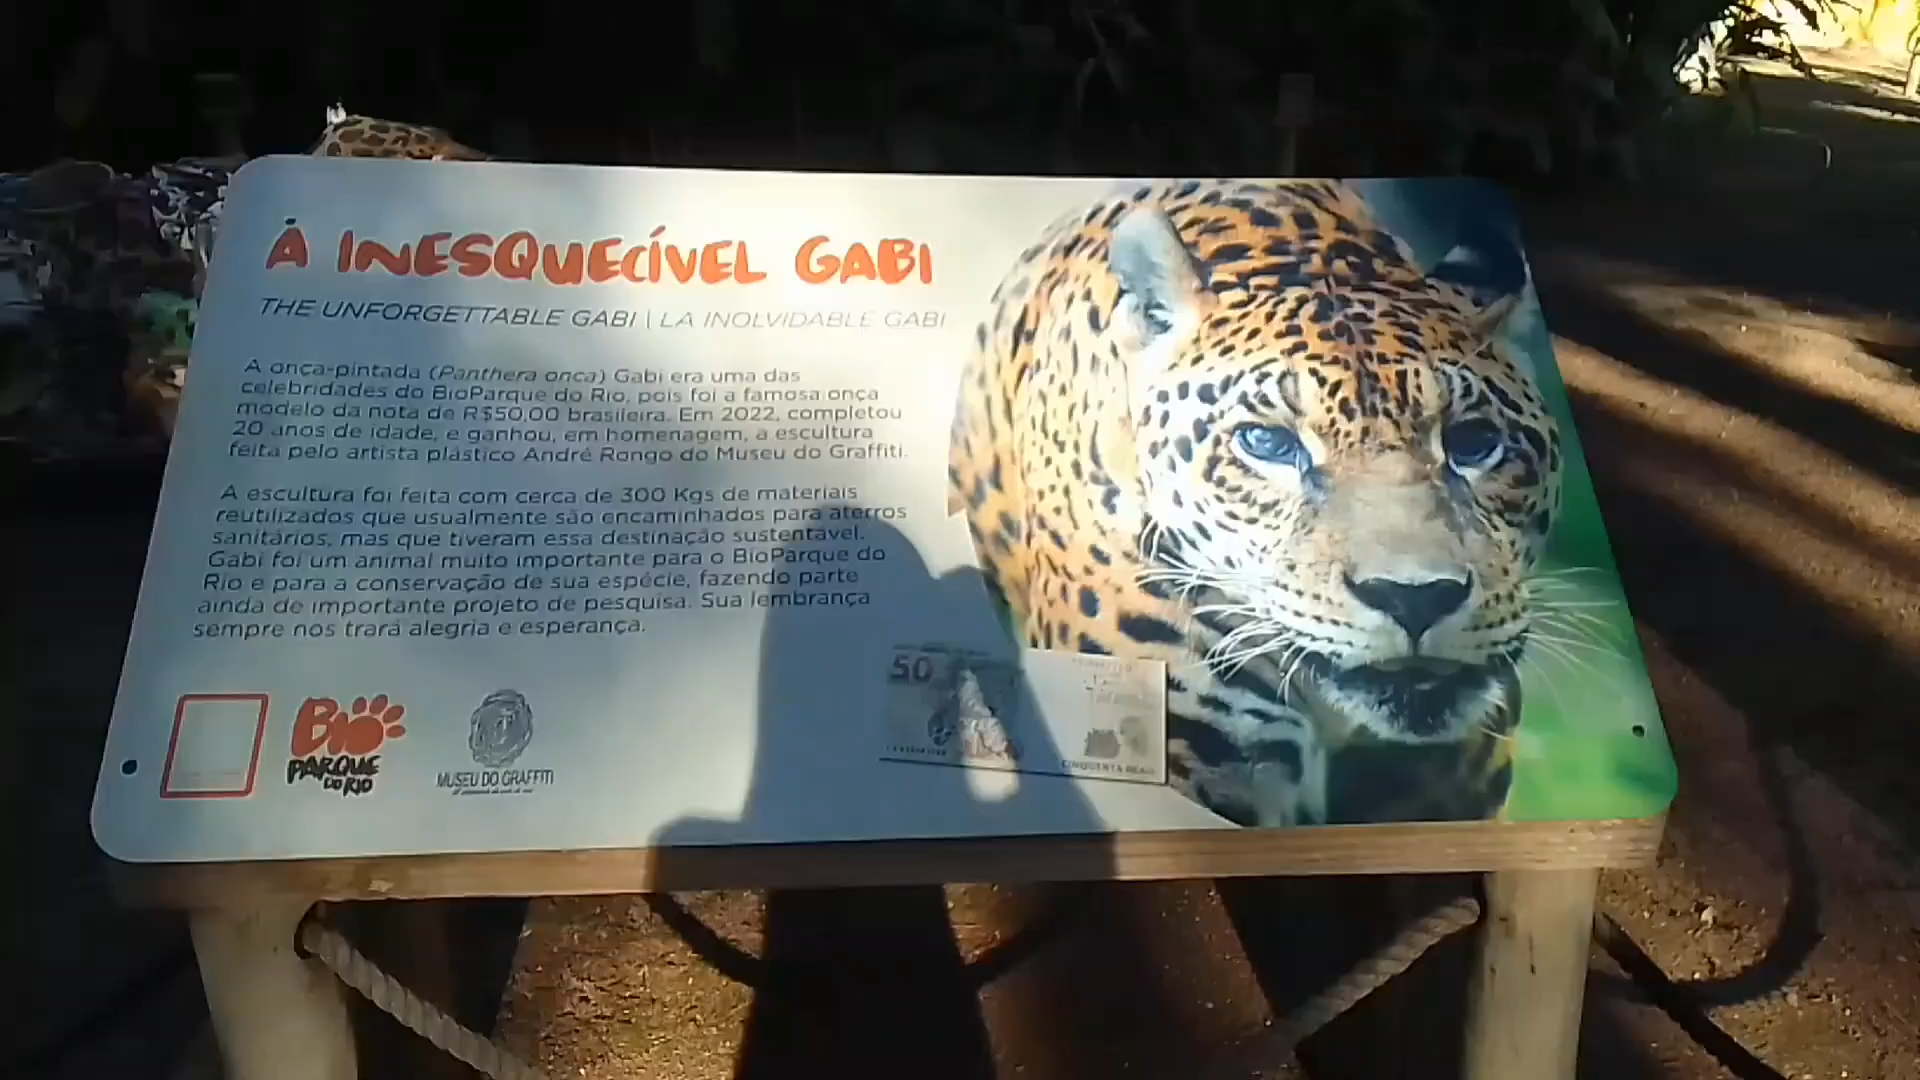 À INESQUECÍVEL GABI
THE UNFORGETTABLE GABI | LA INOLVIDABLE GABI
A onça-pintada (Panthera onca) Gabi era uma das
celebridades do BioParque do Rio, pois foi a famosa onça
modelo da nota de R$50,00 brasileira. Em 2022, completou
20 anos de idade, e ganhou, em homenagem, a escultura
feita pelo artista plástico André Rongo do Museu do Graffiti.
A escultura foi feita com cerca de 300 Kgs de materiais
reutilizados que usualmente são encaminhados para aterros
sanitários, mas que tiveram essa destinação sustentável.
Gabi foi um animal muito importante para o BioParque do
Rio e para a conservação de sua espécie, fazendo parte
ainda de importante projeto de pesquisa. Sua lembrança
sempre nos trará alegria e esperança.
BIO
PARQUE
DO RIO
MUSEU DO GRAFFITI
50
CINQUENTA REAIS